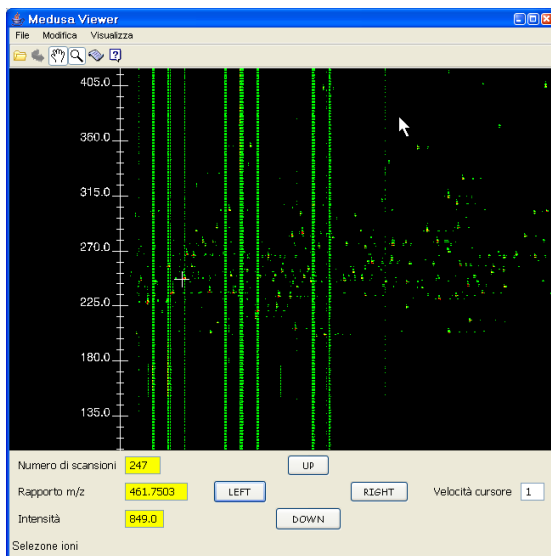 Medusa Viewer
File Modifica Visualizza
405.0
360.0
315.0
270.0
225.0
180.0
135.0
Numero di scansioni 247 UP
Rapporto m/z 461.7503 LEFT RIGHT Velocità cursore 1
Intensità 849.0 DOWN
Selezone ioni